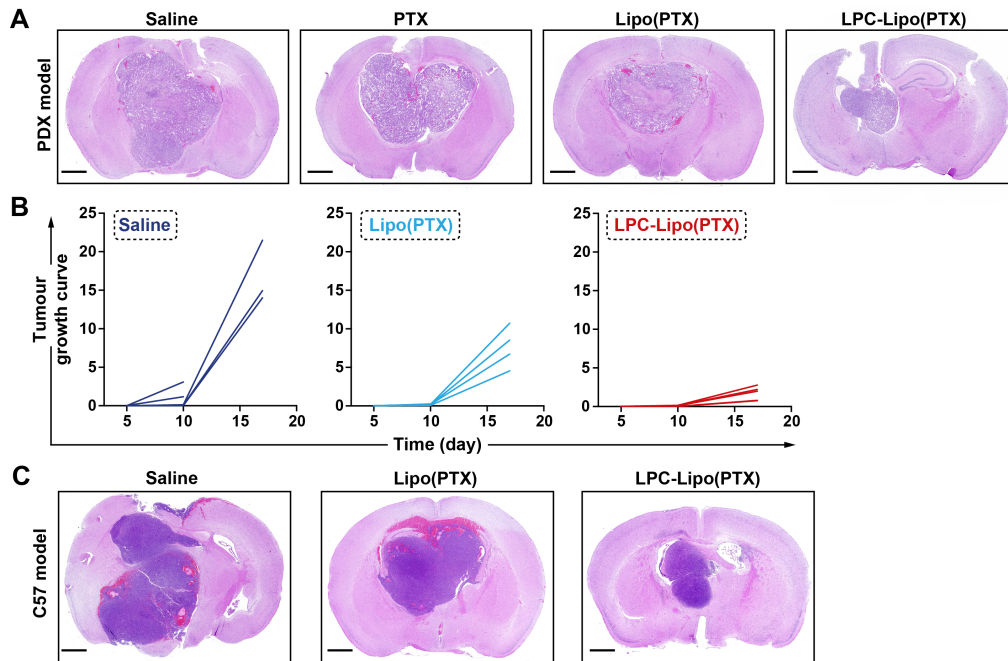 A
Saline PTX Lipo(PTX) LPC-Lipo(PTX)
PDX model
B
Tumour
growth curve
25
20
15
10
5
0
5 10 15 20
Saline
25
20
15
10
5
0
5 10 15 20
Lipo(PTX)
25
20
15
10
5
0
5 10 15 20
LPC-Lipo(PTX)
Time (day)
C
Saline Lipo(PTX) LPC-Lipo(PTX)
C57 model